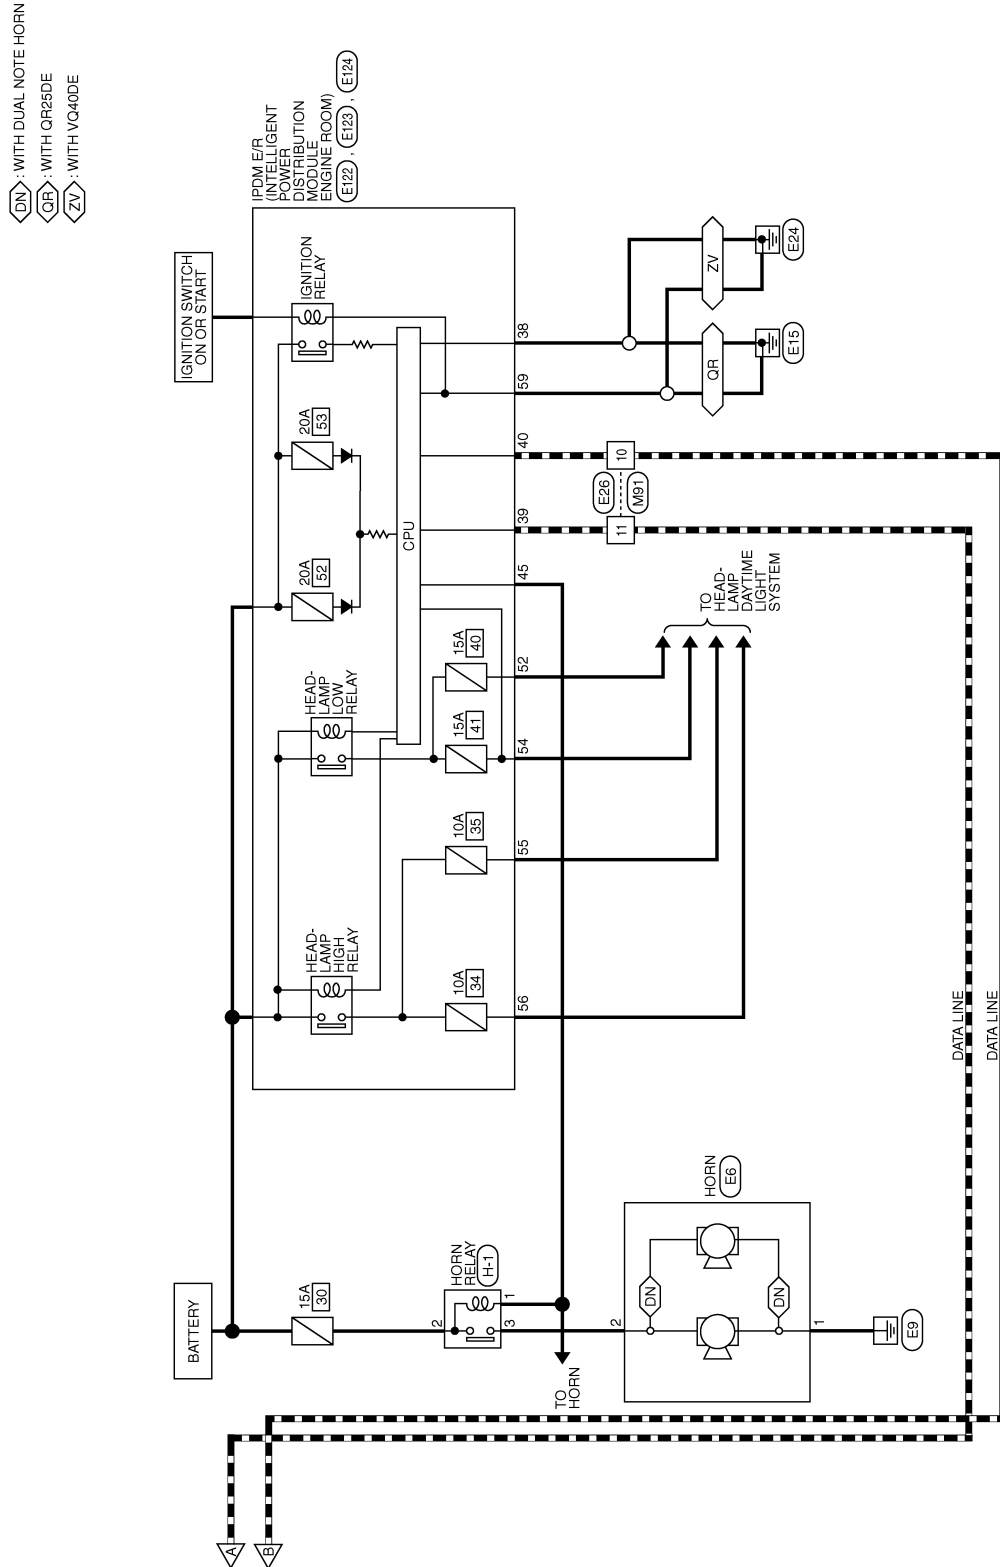 DN : WITH DUAL NOTE HORN
QR : WITH QR25DE
ZV : WITH VQ40DE
BATTERY
IGNITION SWITCH
ON OR START
IPDM E/R
(INTELLIGENT
POWER
DISTRIBUTION
MODULE
ENGINE ROOM)
E122 , E123 , E124
HEAD-
LAMP
HIGH
RELAY
HEAD-
LAMP
LOW
RELAY
20A
52
20A
53
IGNITION
RELAY
CPU
10A
34
10A
35
15A
41
15A
40
56
55
54
52
45
39
40
59
38
15A
30
HORN
RELAY
H-1
2
1
3
TO
HORN
TO
HEAD-
LAMP
DAYTIME
LIGHT
SYSTEM
11
10
E26
M91
QR
ZV
E15
E24
HORN
E6
2
DN
DN
1
E9
DATA LINE
DATA LINE
A
B